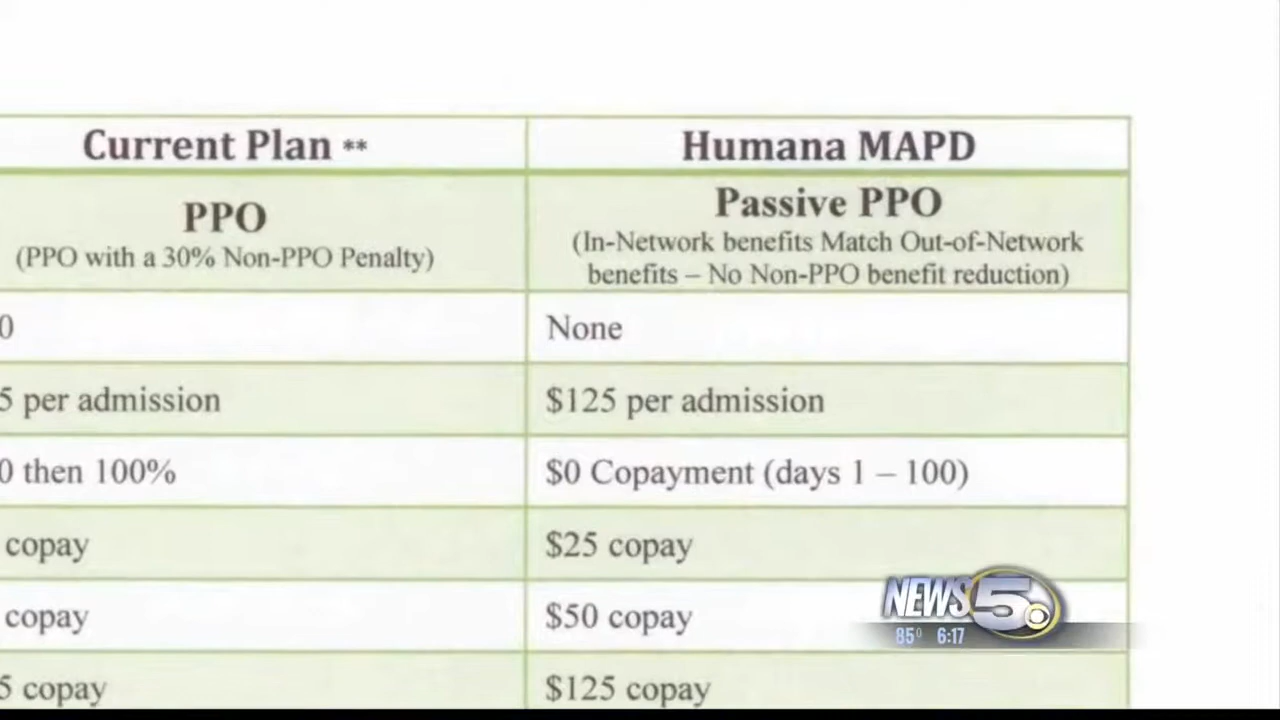 Current Plan ** Humana MAPD
PPO Passive PPO
(PPO with a 30% Non-PPO Penalty) (In-Network benefits Match Out-of-Network
benefits – No Non-PPO benefit reduction)
0 None
5 per admission $125 per admission
0 then 100% $0 Copayment (days 1 – 100)
copay $25 copay
copay $50 copay
5 copay $125 copay
NEWS 5
85° 6:17